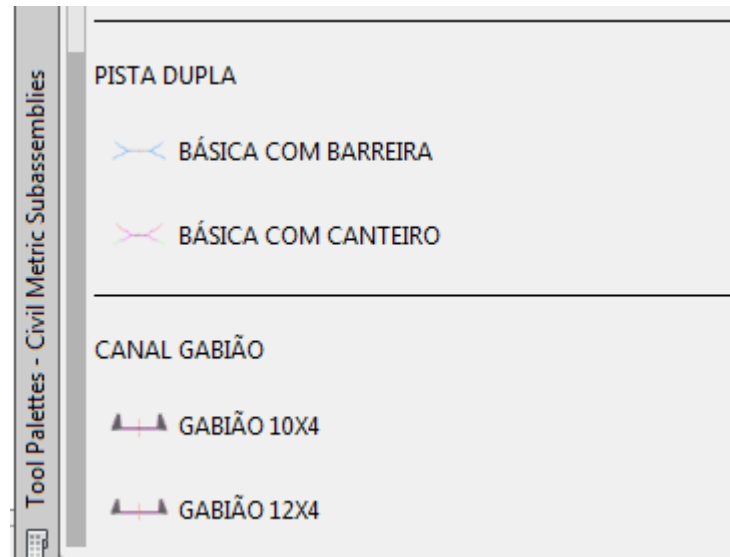 Tool Palettes - Civil Metric Subassemblies
PISTA DUPLA
BÁSICA COM BARREIRA
BÁSICA COM CANTEIRO
CANAL GABIÃO
GABIÃO 10X4
GABIÃO 12X4